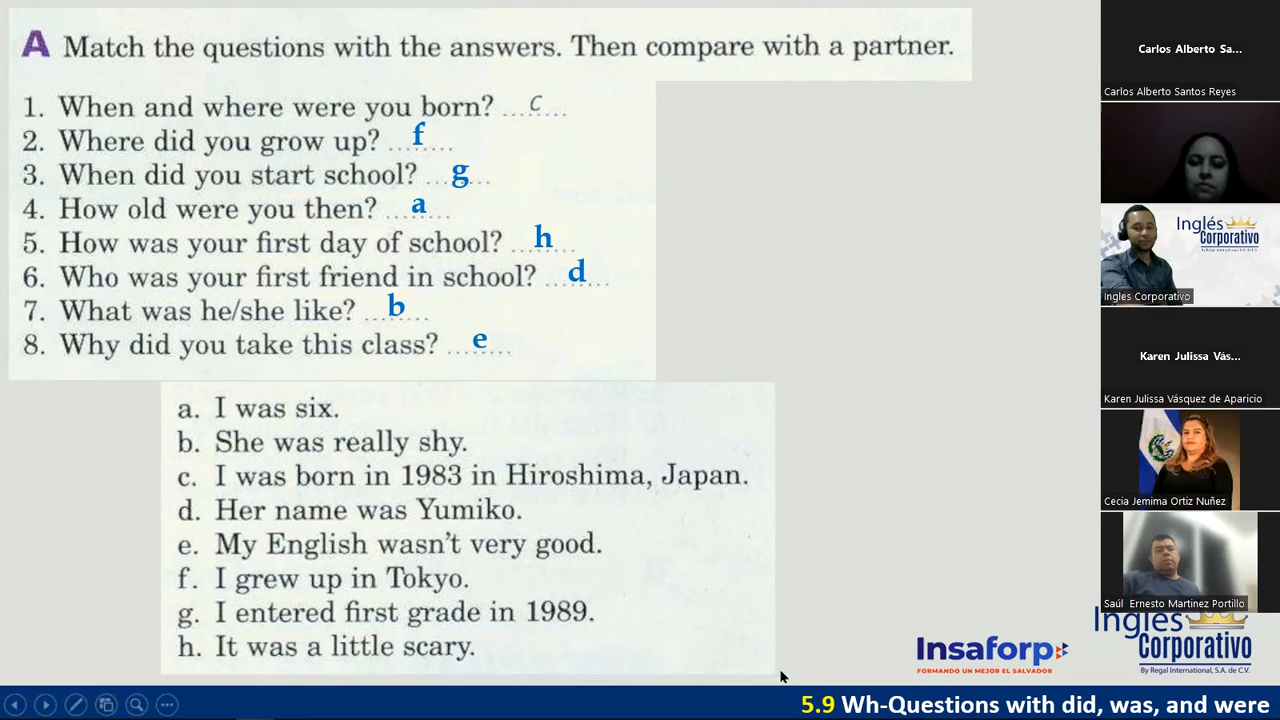 A Match the questions with the answers. Then compare with a partner.
1. When and where were you born? ...c...
2. Where did you grow up? ...f...
3. When did you start school? ...g...
4. How old were you then? ...a...
5. How was your first day of school? ...h...
6. Who was your first friend in school? ...d...
7. What was he/she like? ...b...
8. Why did you take this class? ...e...
a. I was six.
b. She was really shy.
c. I was born in 1983 in Hiroshima, Japan.
d. Her name was Yumiko.
e. My English wasn't very good.
f. I grew up in Tokyo.
g. I entered first grade in 1989.
h. It was a little scary.
Carlos Alberto Sa...
Carlos Alberto Santos Reyes
Inglés
Corporativo
Ingles Corporativo
Karen Julissa Vás...
Karen Julissa Vásquez de Aparicio
Cecia Jemima Ortiz Nuñez
Saúl Ernesto Martinez Portillo
Insaforp
FORMANDO UN MEJOR EL SALVADOR
Inglés
Corporativo
By Regal International, S.A. de C.V.
5.9 Wh-Questions with did, was, and were